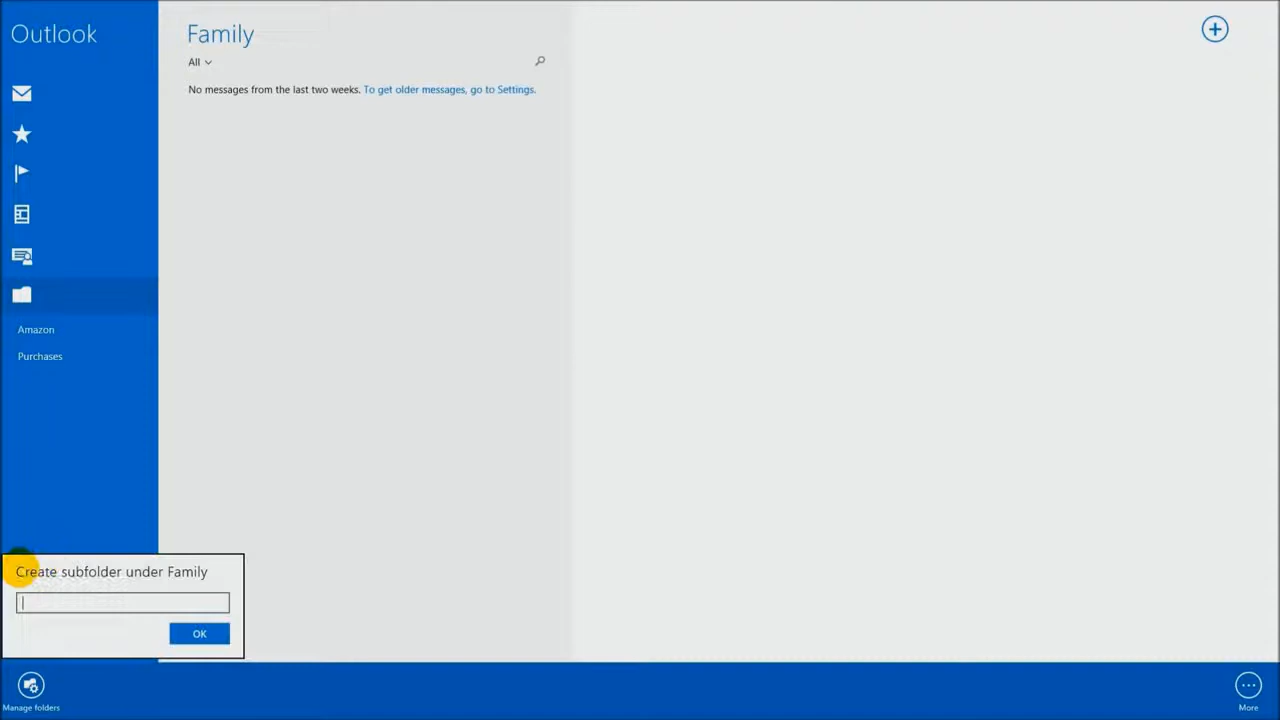 Outlook
Family
All
No messages from the last two weeks. To get older messages, go to Settings.
Amazon
Purchases
Create subfolder under Family
OK
Manage folders
More